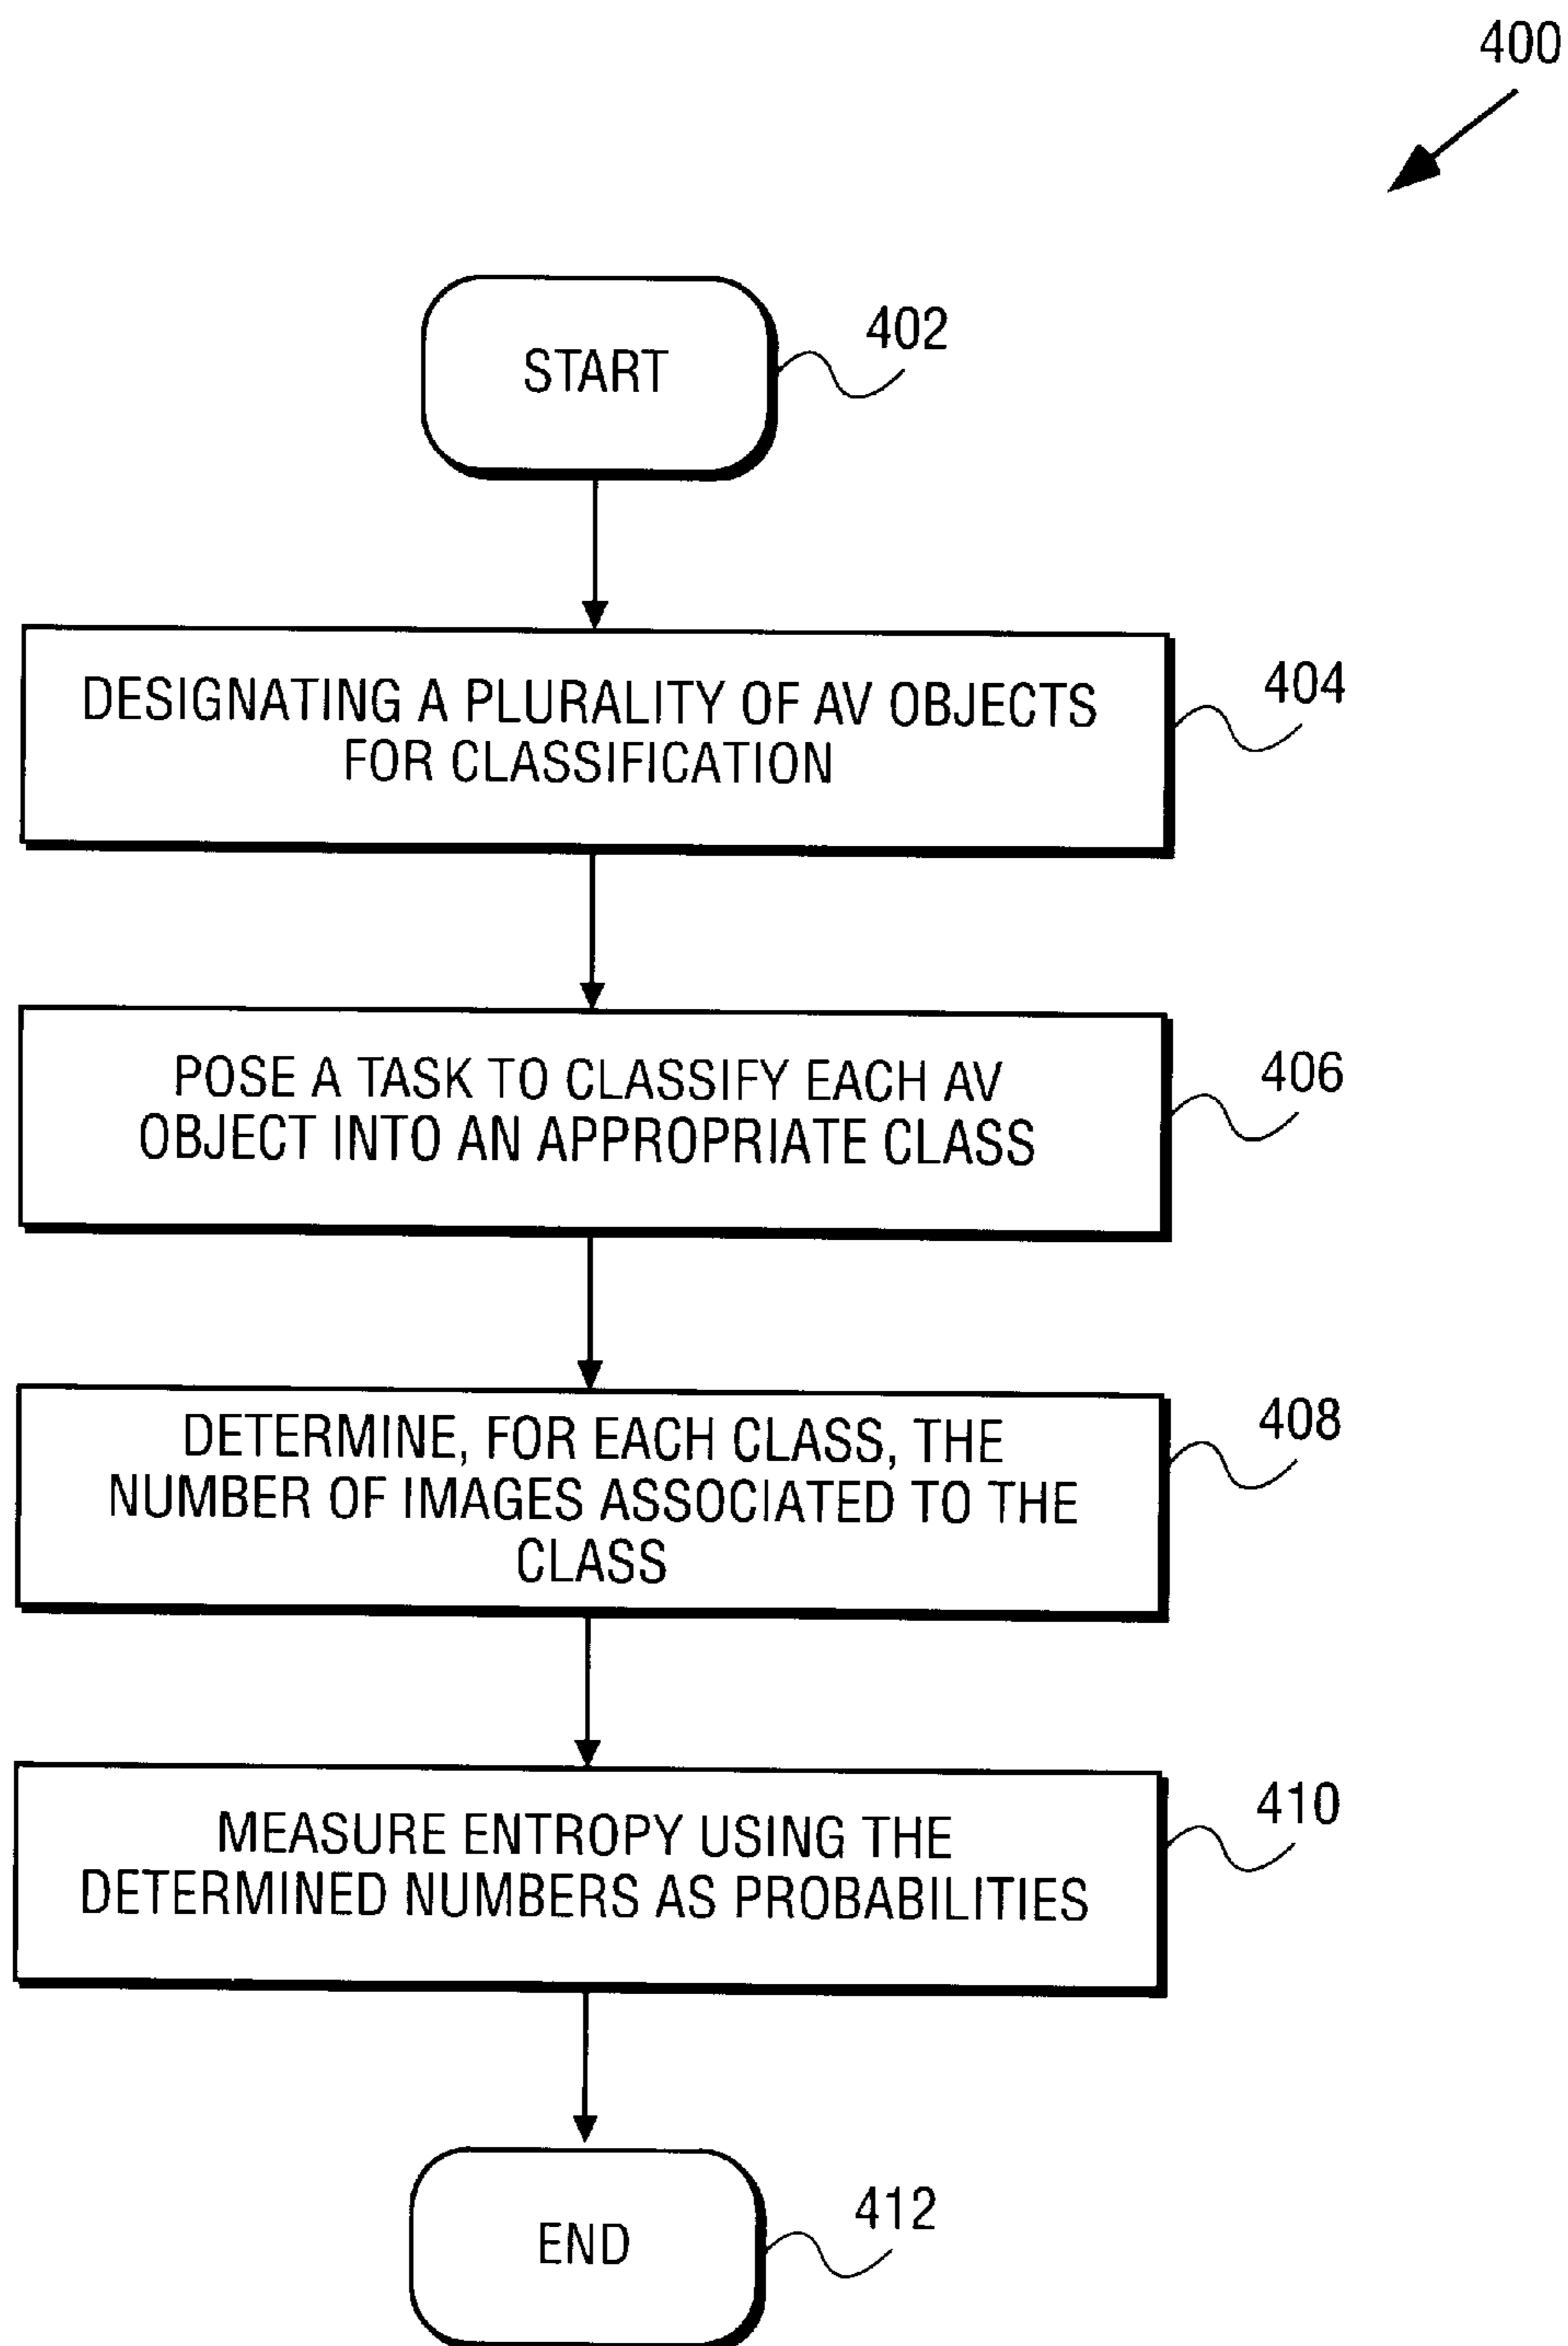 400
START
402
DESIGNATING A PLURALITY OF AV OBJECTS
FOR CLASSIFICATION
404
POSE A TASK TO CLASSIFY EACH AV
OBJECT INTO AN APPROPRIATE CLASS
406
DETERMINE, FOR EACH CLASS, THE
NUMBER OF IMAGES ASSOCIATED TO THE
CLASS
408
MEASURE ENTROPY USING THE
DETERMINED NUMBERS AS PROBABILITIES
410
END
412